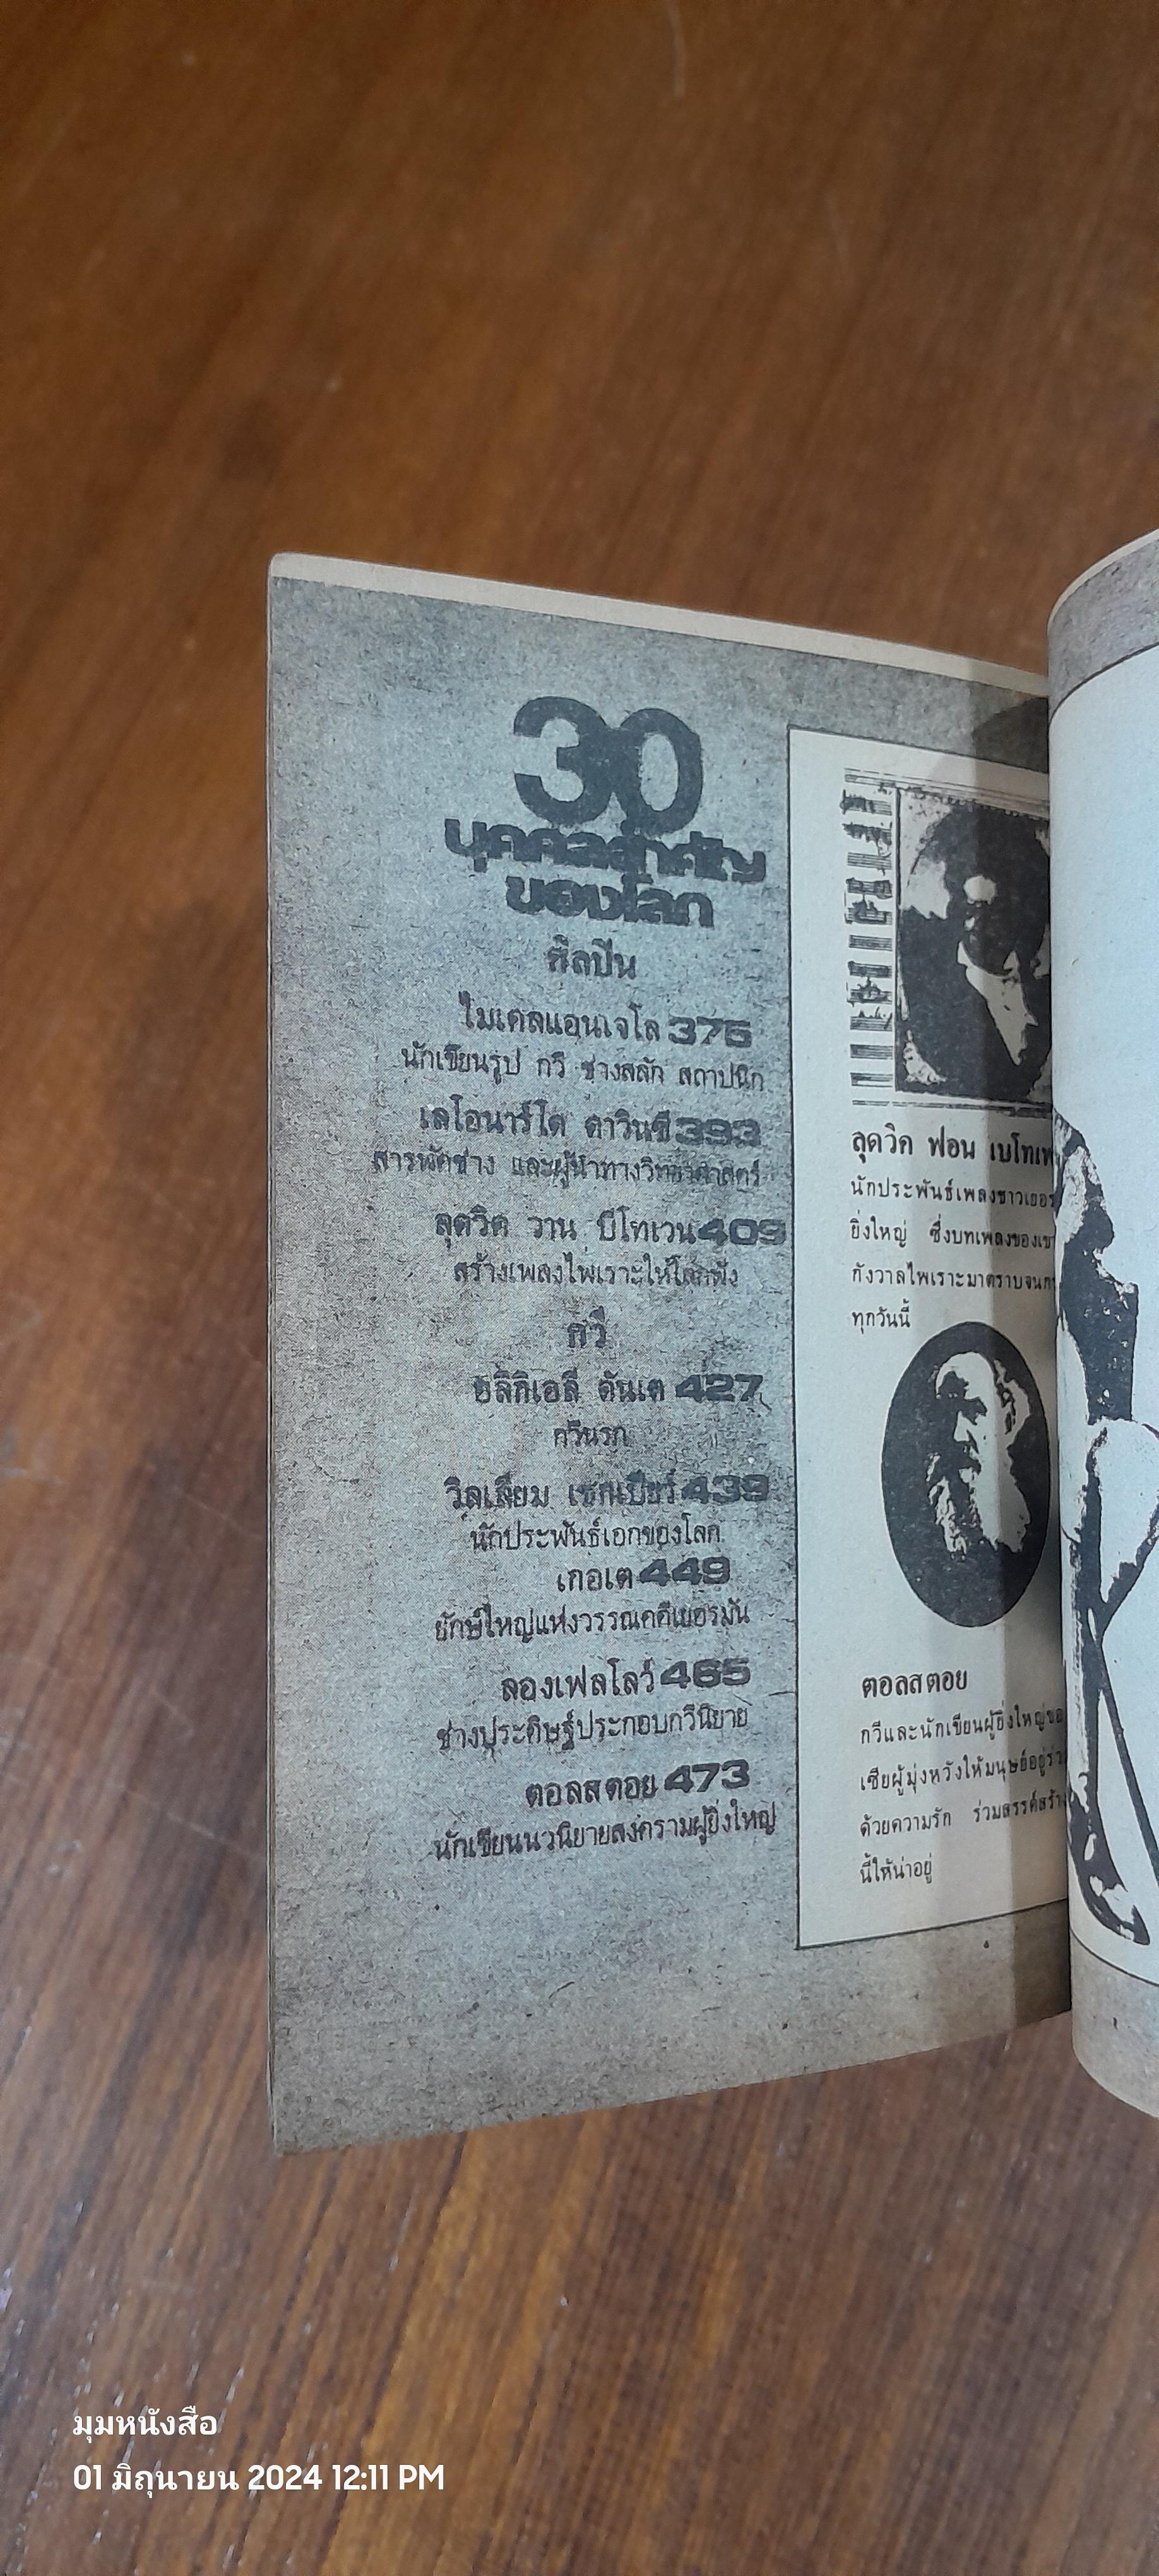 30
บุคคลสำคัญ
ของโลก
ศิลปิน
ไมเคลแอนเจโล 375
นักเขียนรูป กวี ช่างสลัก สถาปนิก
เลโอนาร์โด ดาวินชี 393
สารพัดช่าง และผู้นำทางวิทยาศาสตร์
ลุดวิค วาน บีโทเวน 409
สร้างเพลงไพเราะให้โลกฟัง
กวี
อลิกิเอลี ดันเต 427
กวีนรก
วิลเลียม เชกเปียร์ 439
นักประพันธ์เอกของโลก
เกอเต 449
ยักษ์ใหญ่แห่งวรรณคดีเยอรมัน
ลองเฟลโลว์ 465
ช่างประดิษฐ์ประกอบกวีนิยาย
ตอลสตอย 473
นักเขียนนวนิยายสงครามผู้ยิ่งใหญ่
ลุดวิค ฟอน เบโทเฟ
นักประพันธ์เพลงชาวเยอร
ยิ่งใหญ่ ซึ่งบทเพลงของเขา
กังวาลไพเราะมาตราบจน
ทุกวันนี้
ตอลสตอย
กวีและนักเขียนผู้ยิ่งใหญ่ขอ
เซียผู้มุ่งหวังให้มนุษย์อยู่ร่ว
ด้วยความรัก ร่วมสรรค์สร้าง
นี้ให้น่าอยู่
มุมหนังสือ
01 มิถุนายน 2024 12:11 PM